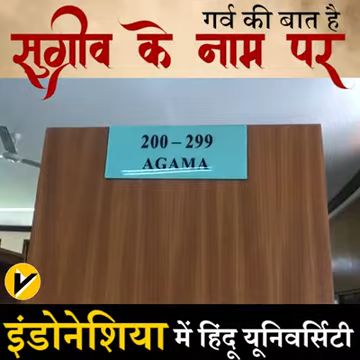 गर्व की बात है
सुग्रीव के नाम पर
200 – 299
AGAMA
इंडोनेशिया में हिंदू यूनिवर्सिटी